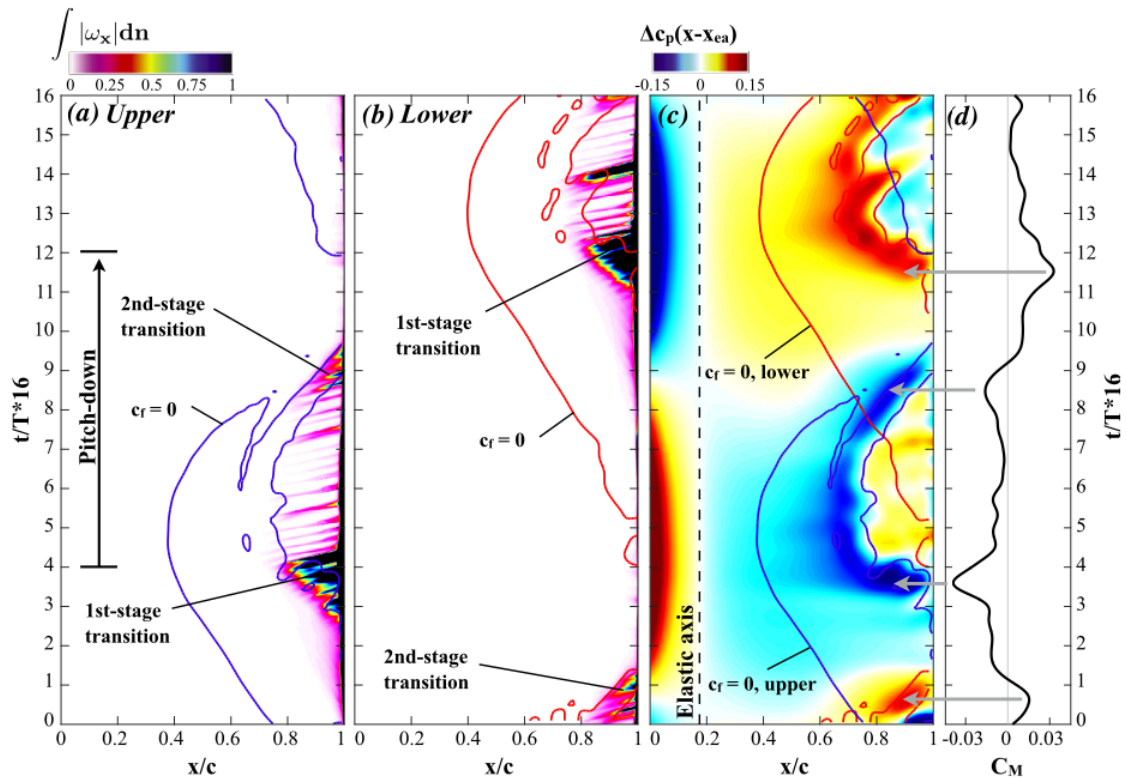 ∫ |ωx|dn
0 0.25 0.5 0.75 1
Δcp(x-xea)
-0.15 0 0.15
(a) Upper
(b) Lower
(c)
(d)
16
15
14
13
12
11
10
9
8
7
6
5
4
3
2
1
0
t/T*16
Pitch-down
2nd-stage
transition
cf = 0
1st-stage
transition
0 0.2 0.4 0.6 0.8 1
x/c
1st-stage
transition
cf = 0
2nd-stage
transition
0 0.2 0.4 0.6 0.8 1
x/c
Elastic axis
cf = 0, lower
cf = 0, upper
0 0.2 0.4 0.6 0.8 1
x/c
-0.03 0 0.03
CM
16
15
14
13
12
11
10
9
8
7
6
5
4
3
2
1
0
t/T*16